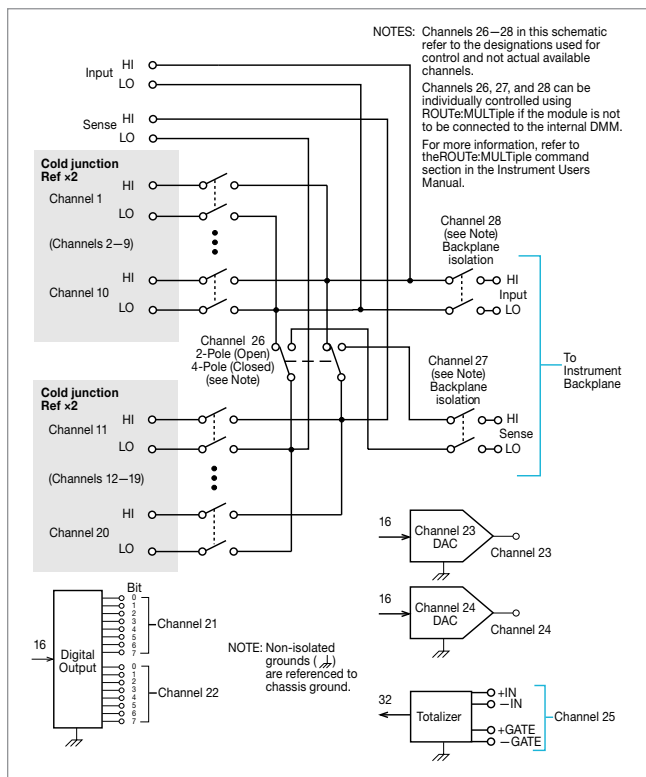 NOTES: Channels 26—28 in this schematic
refer to the designations used for
control and not actual available
channels.
Channels 26, 27, and 28 can be
individually controlled using
ROUTe:MULTiple if the module is not
to be connected to the internal DMM.
For more information, refer to
theROUTe:MULTiple command
section in the Instrument Users
Manual.
Input HI
LO
Sense HI
LO
Cold junction
Ref ×2
HI
Channel 1
LO
(Channels 2—9)
HI
Channel 10
LO
Channel 28
(see Note)
Backplane
isolation
HI
Input
LO
Channel 26
2-Pole (Open)
4-Pole (Closed)
(see Note)
Channel 27
(see Note)
Backplane
isolation
HI
Sense
LO
To
Instrument
Backplane
Cold junction
Ref ×2
HI
Channel 11
LO
(Channels 12—19)
HI
Channel 20
LO
16
Channel 23
DAC
Channel 23
16
Channel 24
DAC
Channel 24
Bit
0
1
2
3
4
5
6
7
Channel 21
16
Digital
Output
0
1
2
3
4
5
6
7
Channel 22
NOTE: Non-isolated
grounds ( )
are referenced to
chassis ground.
32
Totalizer
+IN
—IN
+GATE
—GATE
Channel 25